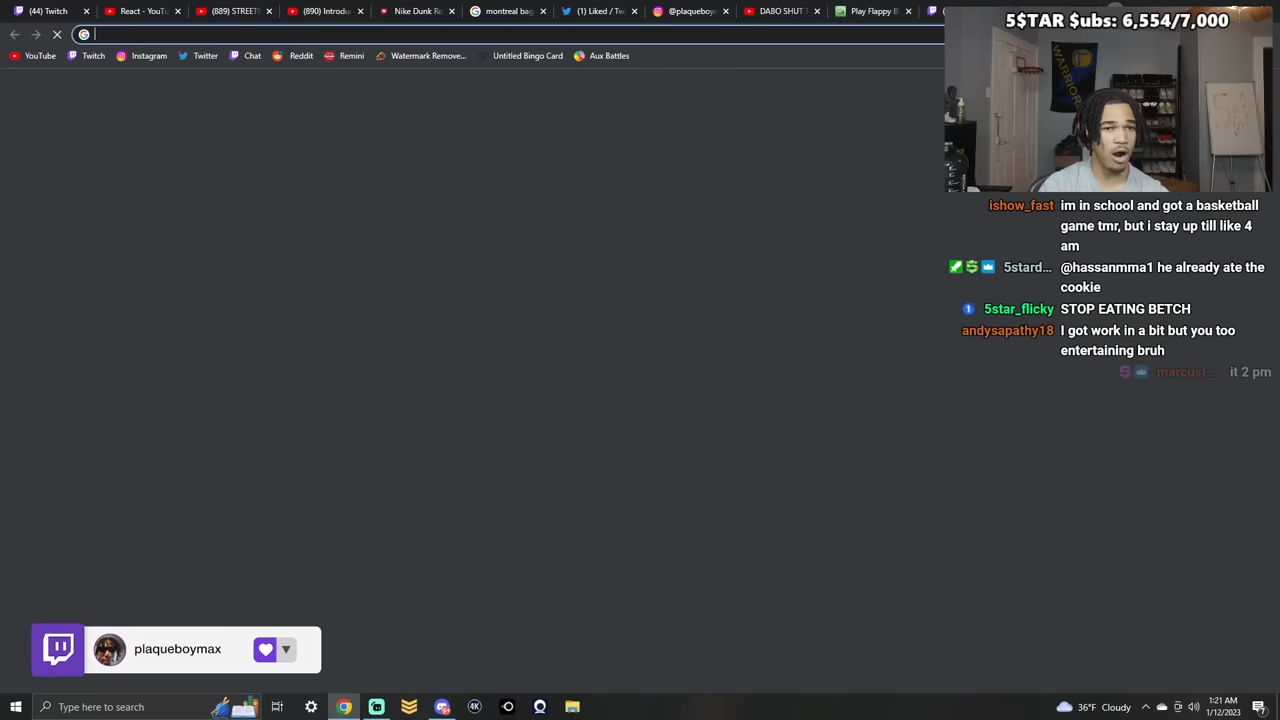 (44) Twitch
React - YouTu
(889) STREET
(890) Introdu
Nike Dunk Re
montreal bag
(1) Liked / Tw
@plaqueboy
DABO SHUT
Play Flappy B
YouTube
Twitch
Instagram
Twitter
Chat
Reddit
Remini
Watermark Remove...
Untitled Bingo Card
Aux Battles
5$TAR $ubs: 6,554/7,000
WARRIOR
ishow_fast im in school and got a basketball
game tmr, but i stay up till like 4
am
5stard... @hassanmma1 he already ate the
cookie
1 5star_flicky STOP EATING BETCH
andysapathy18 I got work in a bit but you too
entertaining bruh
marcust... it 2 pm
plaqueboymax
Type here to search
4K
36°F Cloudy
1:21 AM
1/12/2023